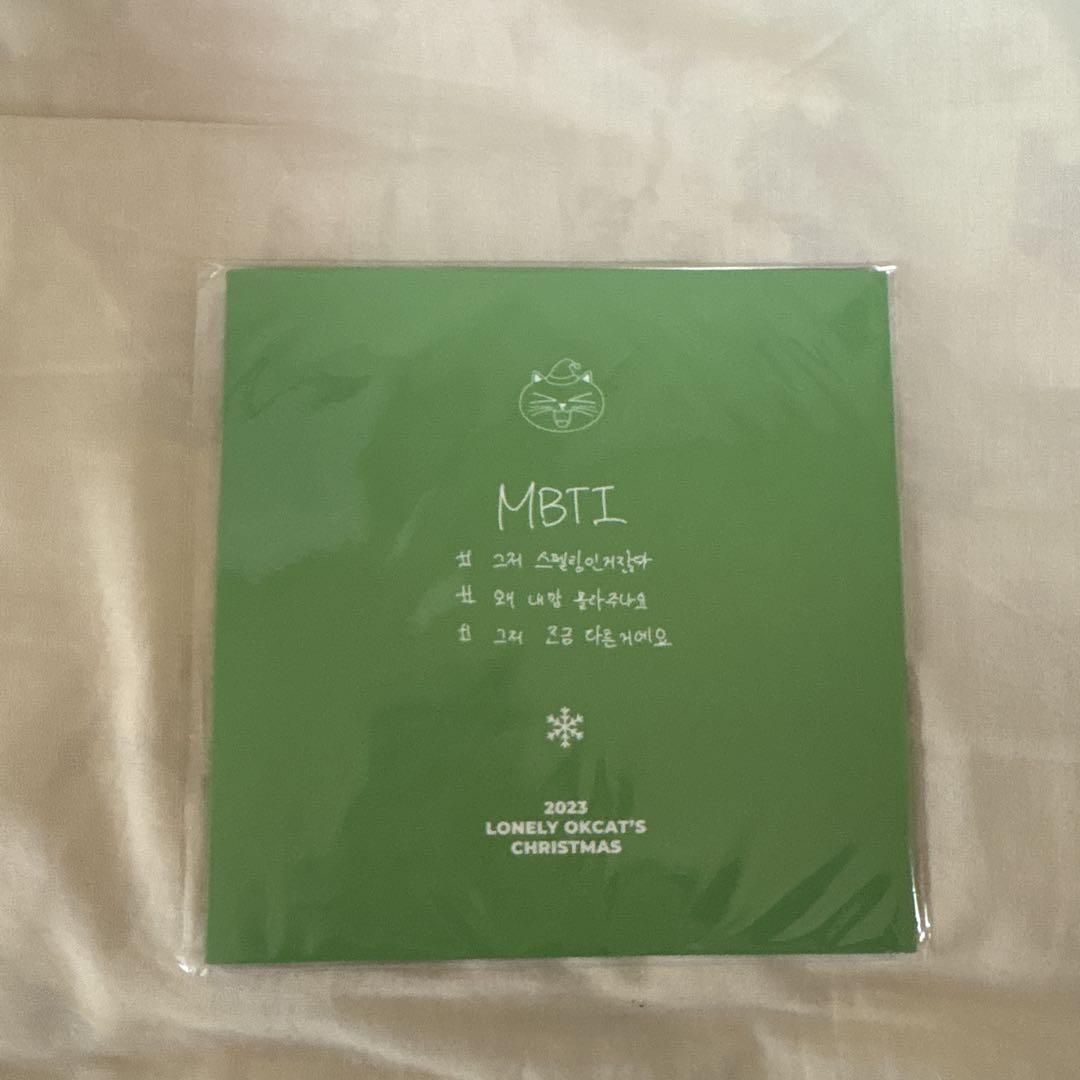 MBTI
# 그저 스펠링인거잖아
# 왜 내맘 몰라주나요
# 그저 조금 다른거에요
2023
LONELY OKCAT'S
CHRISTMAS